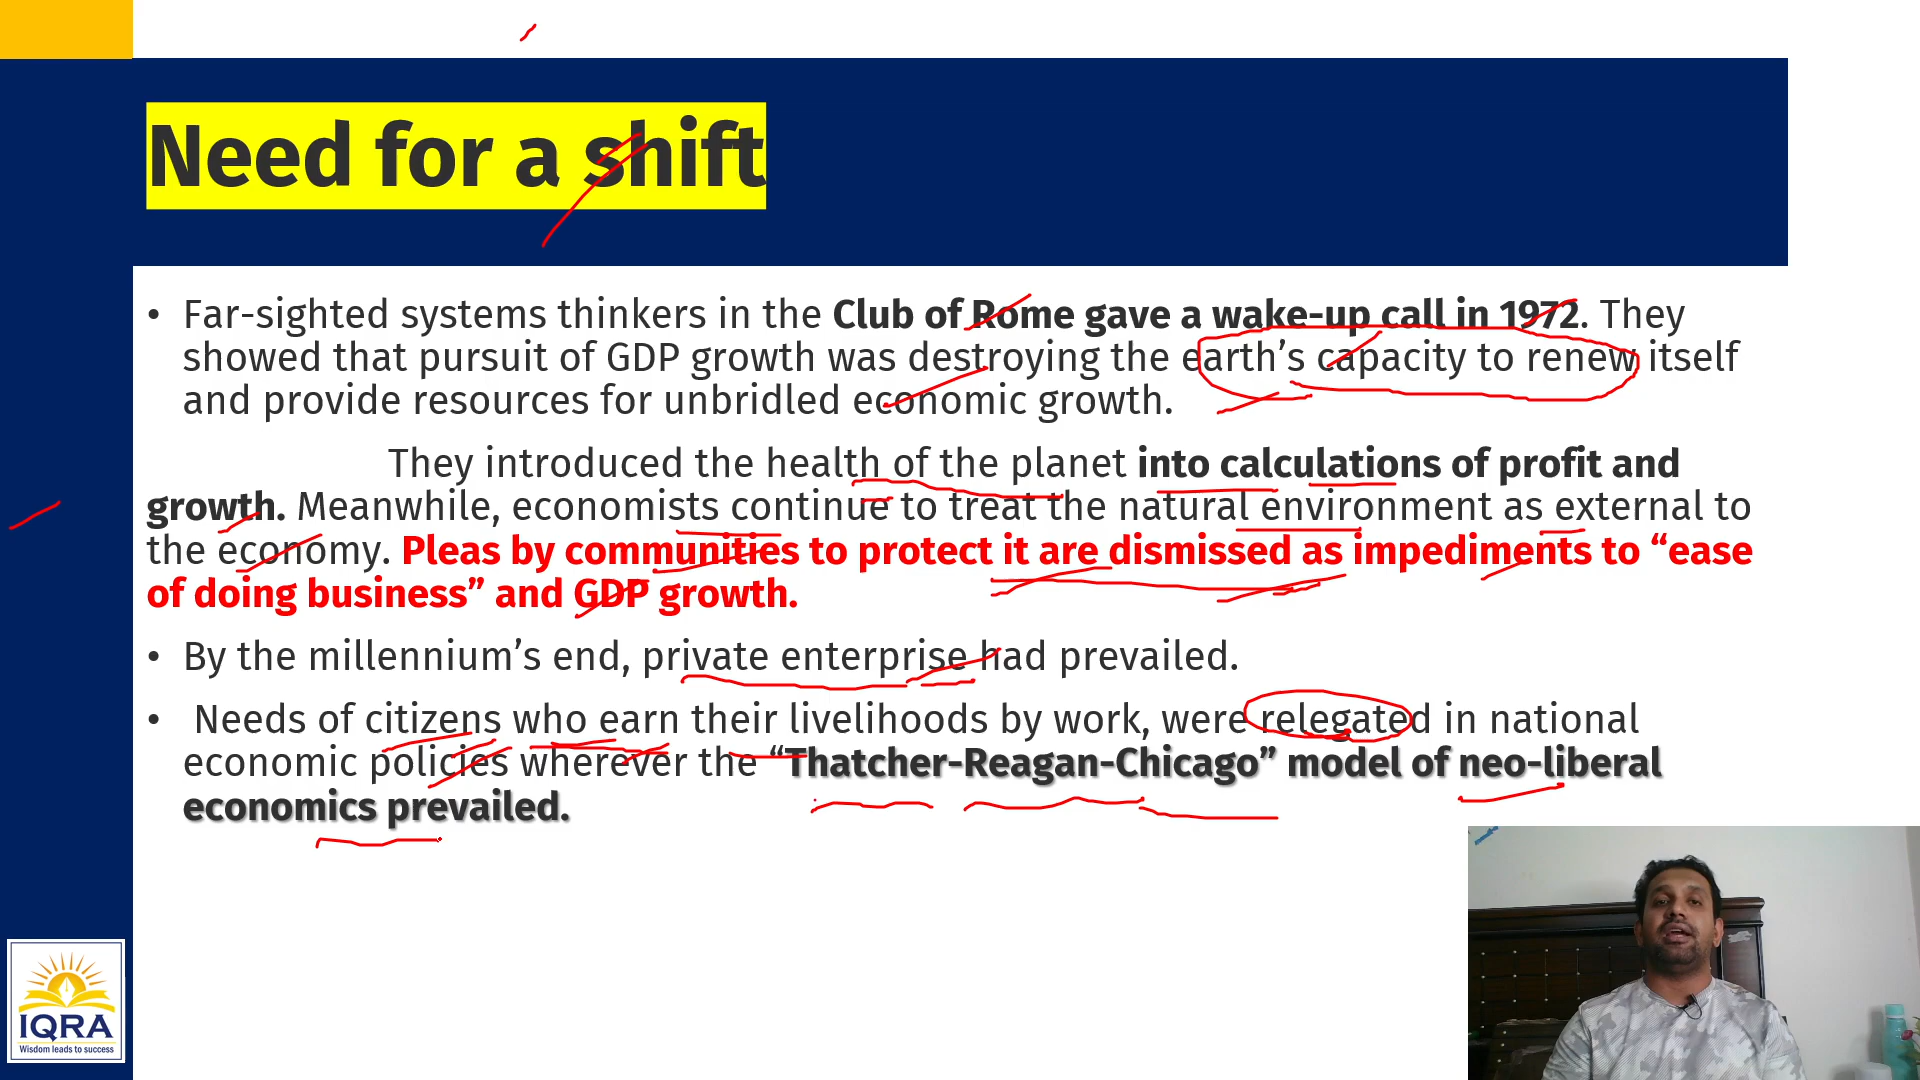 Need for a shift
• Far-sighted systems thinkers in the Club of Rome gave a wake-up call in 1972. They
showed that pursuit of GDP growth was destroying the earth’s capacity to renew itself
and provide resources for unbridled economic growth.
They introduced the health of the planet into calculations of profit and
growth. Meanwhile, economists continue to treat the natural environment as external to
the economy. Pleas by communities to protect it are dismissed as impediments to “ease
of doing business” and GDP growth.
• By the millennium’s end, private enterprise had prevailed.
• Needs of citizens who earn their livelihoods by work, were relegated in national
economic policies wherever the “Thatcher-Reagan-Chicago” model of neo-liberal
economics prevailed.
IQRA
Wisdom leads to success